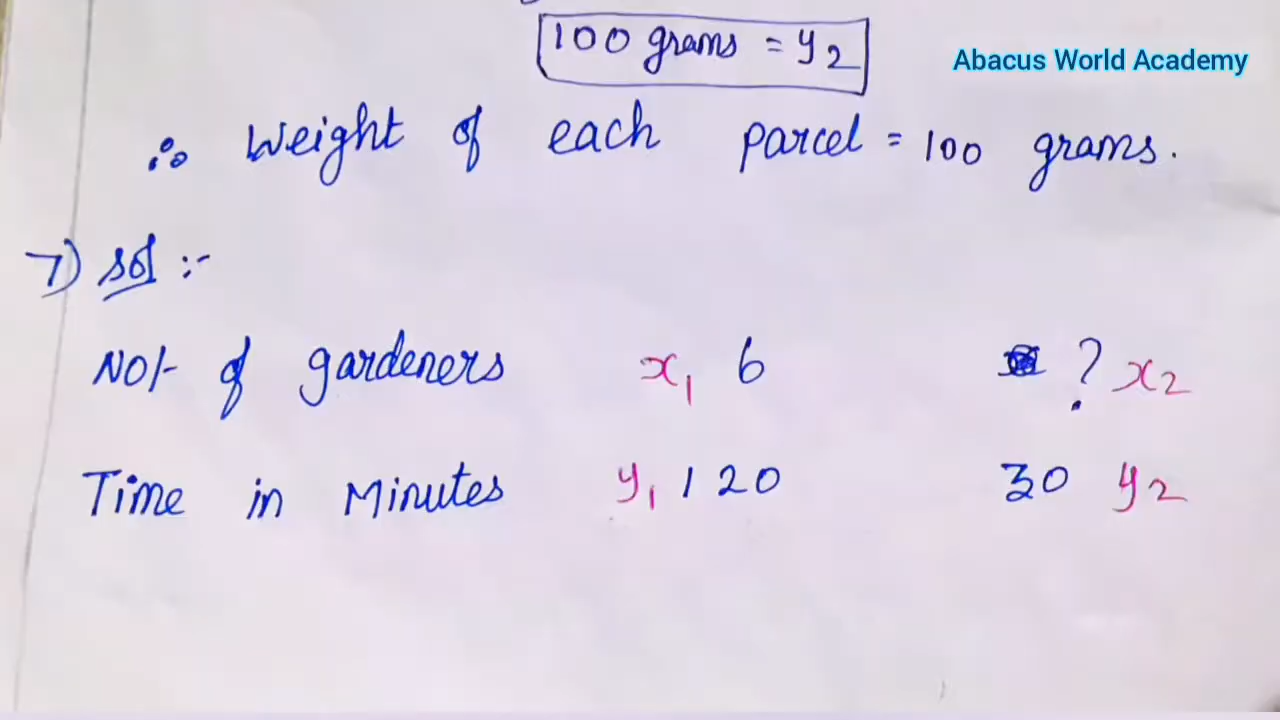 100 grams = y2
Abacus World Academy
∴ Weight of each parcel = 100 grams.
7) Sol :-
No/- of gardeners x1 6 ? x2
Time in Minutes y1 120 30 y2